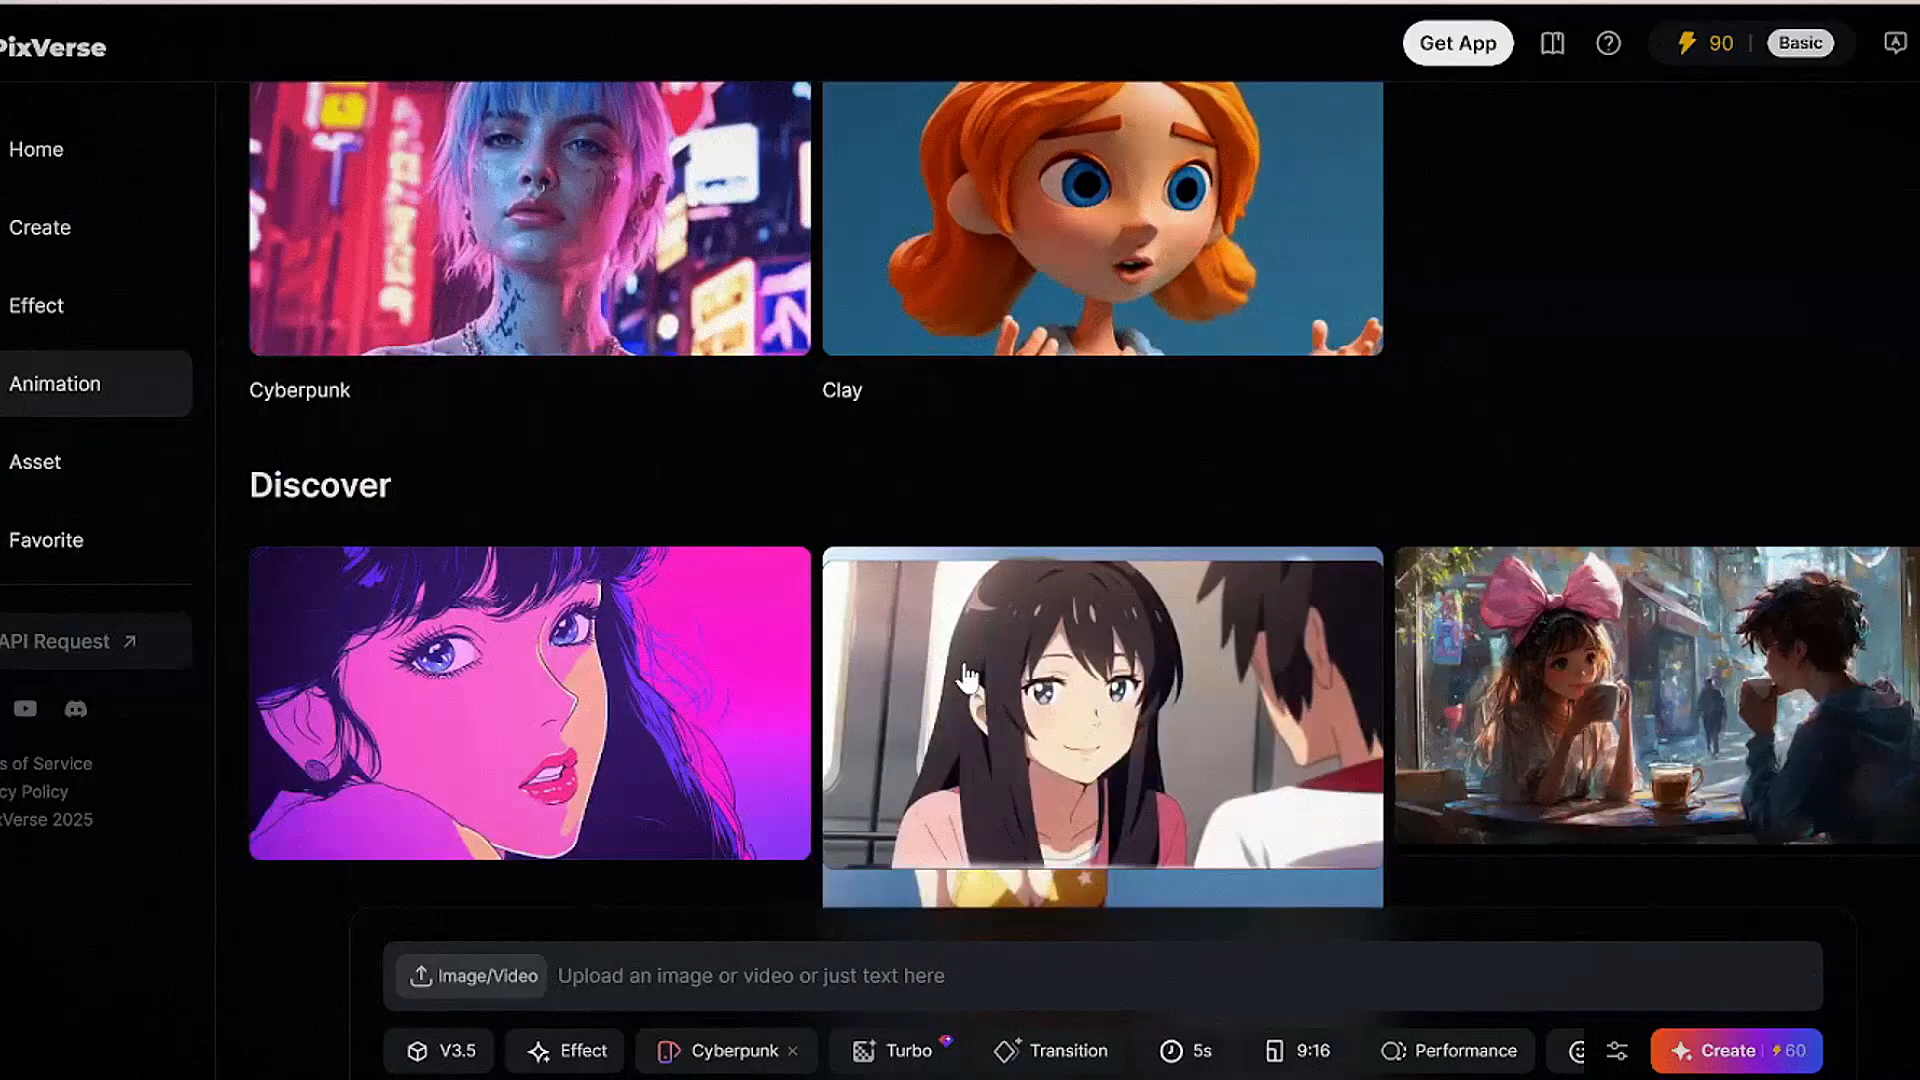 PixVerse
Get App
90
Basic
Home
Create
Effect
Animation
Asset
Favorite
API Request
s of Service
cy Policy
xVerse 2025
Cyberpunk
Clay
Discover
Image/Video
Upload an image or video or just text here
V3.5
Effect
Cyberpunk
Turbo
Transition
5s
9:16
Performance
Create
60